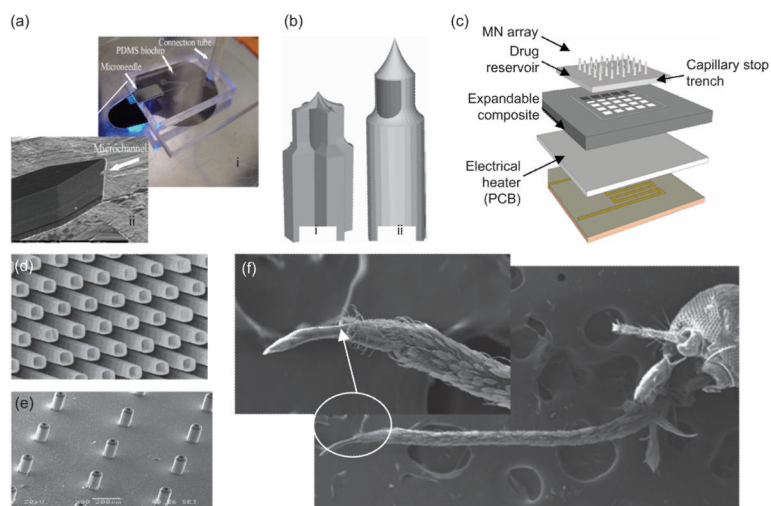 (a)
Connection tube
PDMS biochip
Microneedle
i
Microchannel
ii
(b)
i
ii
(c)
MN array
Drug
reservoir
Capillary stop
trench
Expandable
composite
Electrical
heater
(PCB)
(d)
(e)
(f)